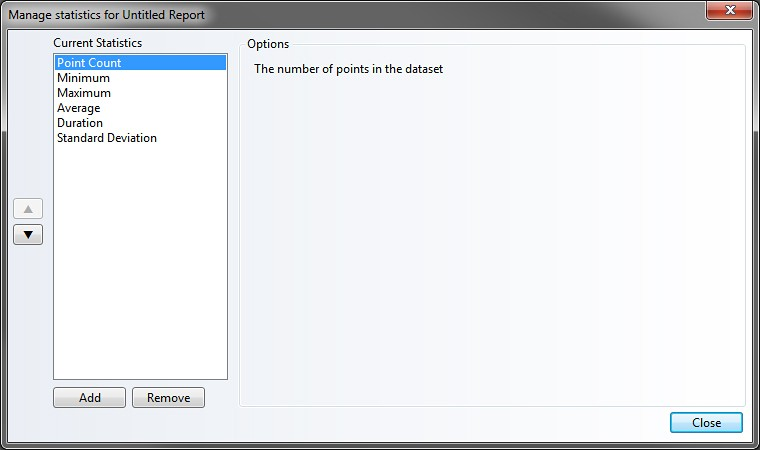 Manage statistics for Untitled Report
Current Statistics
Point Count
Minimum
Maximum
Average
Duration
Standard Deviation
Add
Remove
Options
The number of points in the dataset
Close